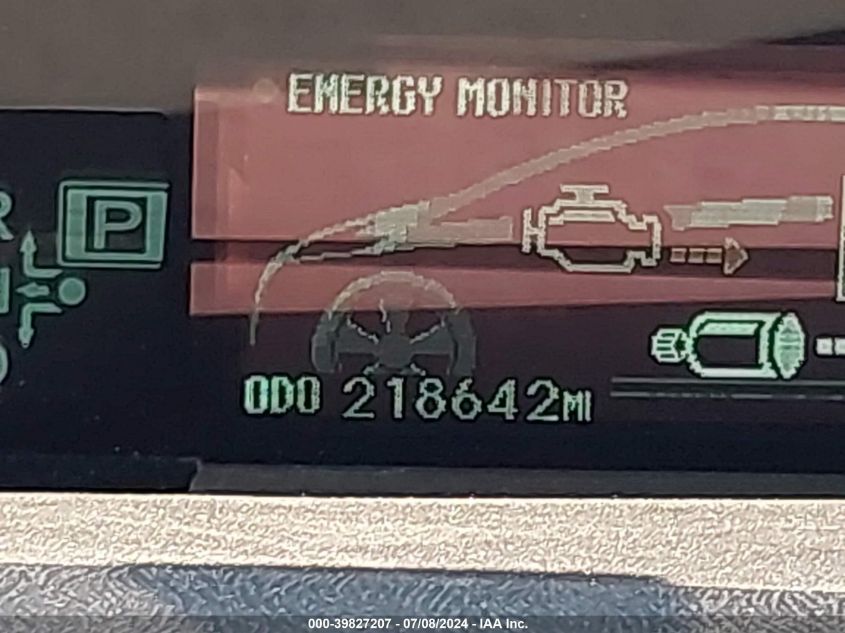 ENERGY MONITOR
R
P
N
D
ODO 218642MI
000-39827207 - 07/08/2024 - IAA Inc.